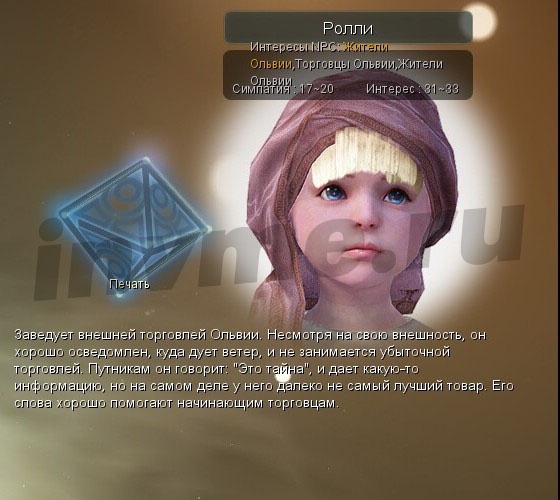 Ролли
Интересы NPC: Жители
Ольвии,Торговцы Ольвии,Жители
Ольвии
Симпатия : 17~20 Интерес : 31~33
Печать
Заведует внешней торговлей Ольвии. Несмотря на свою внешность, он
хорошо осведомлен, куда дует ветер, и не занимается убыточной
торговлей. Путникам он говорит: "Это тайна", и дает какую-то
информацию, но на самом деле у него далеко не самый лучший товар. Его
слова хорошо помогают начинающим торговцам.
invme.ru